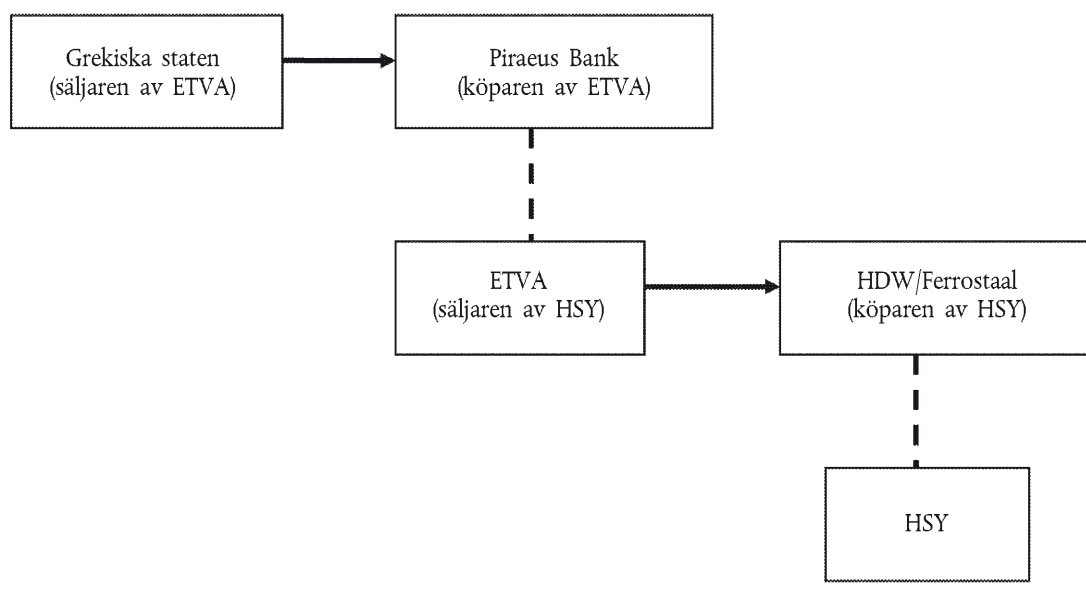 Grekiska staten
(säljaren av ETVA)
Piraeus Bank
(köparen av ETVA)
ETVA
(säljaren av HSY)
HDW/Ferrostaal
(köparen av HSY)
HSY